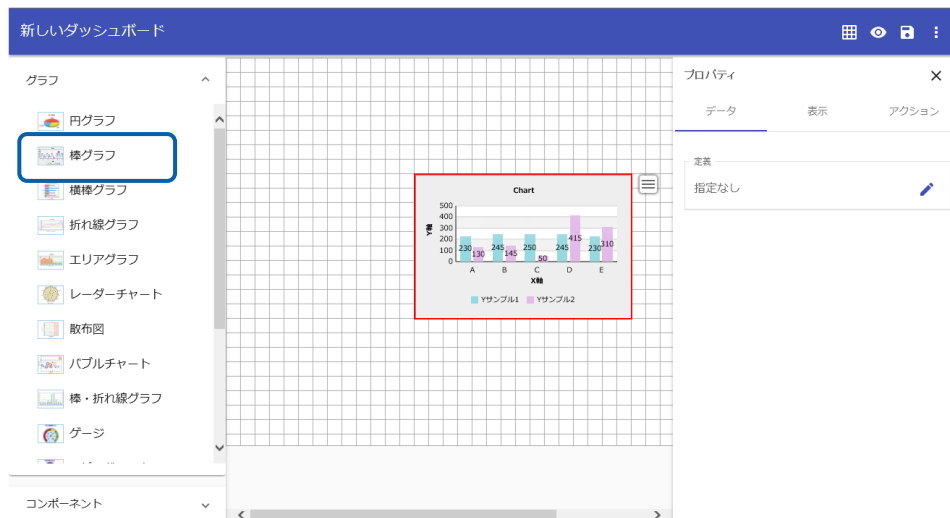 新しいダッシュボード
グラフ
円グラフ
棒グラフ
横棒グラフ
折れ線グラフ
エリアグラフ
レーダーチャート
散布図
バブルチャート
棒・折れ線グラフ
ゲージ
コンポーネント
Chart
Y軸
500
400
300
200
100
0
230
130
245
145
250
50
245
415
230
310
A B C D E
X軸
Yサンプル1 Yサンプル2
プロパティ
データ 表示 アクション
定義
指定なし